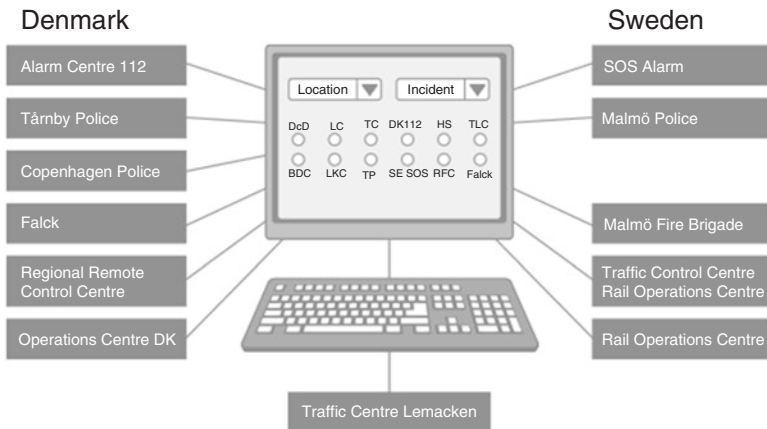 Denmark
Sweden
Alarm Centre 112
Tårnby Police
Copenhagen Police
Falck
Regional Remote
Control Centre
Operations Centre DK
Location
Incident
DcD LC TC DK112 HS TLC
BDC LKC TP SE SOS RFC Falck
SOS Alarm
Malmö Police
Malmö Fire Brigade
Traffic Control Centre
Rail Operations Centre
Rail Operations Centre
Traffic Centre Lemacken